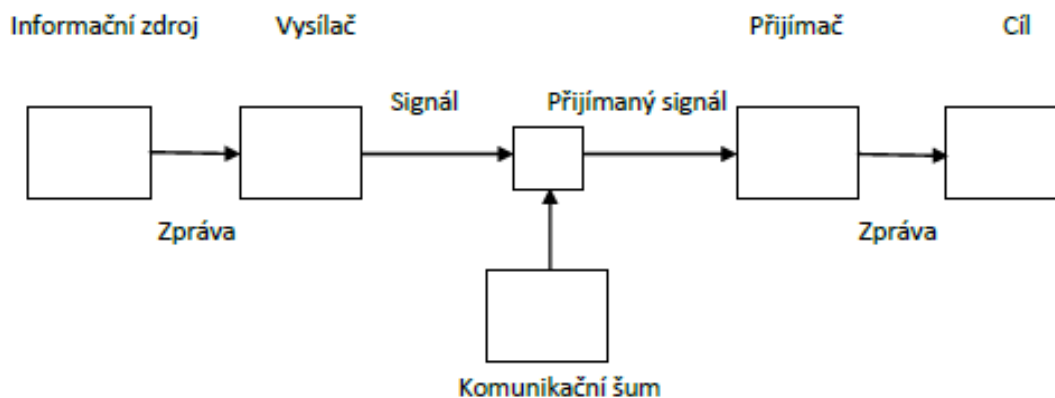 Informační zdroj
Vysílač
Přijímač
Cíl
Signál
Přijímaný signál
Zpráva
Zpráva
Komunikační šum